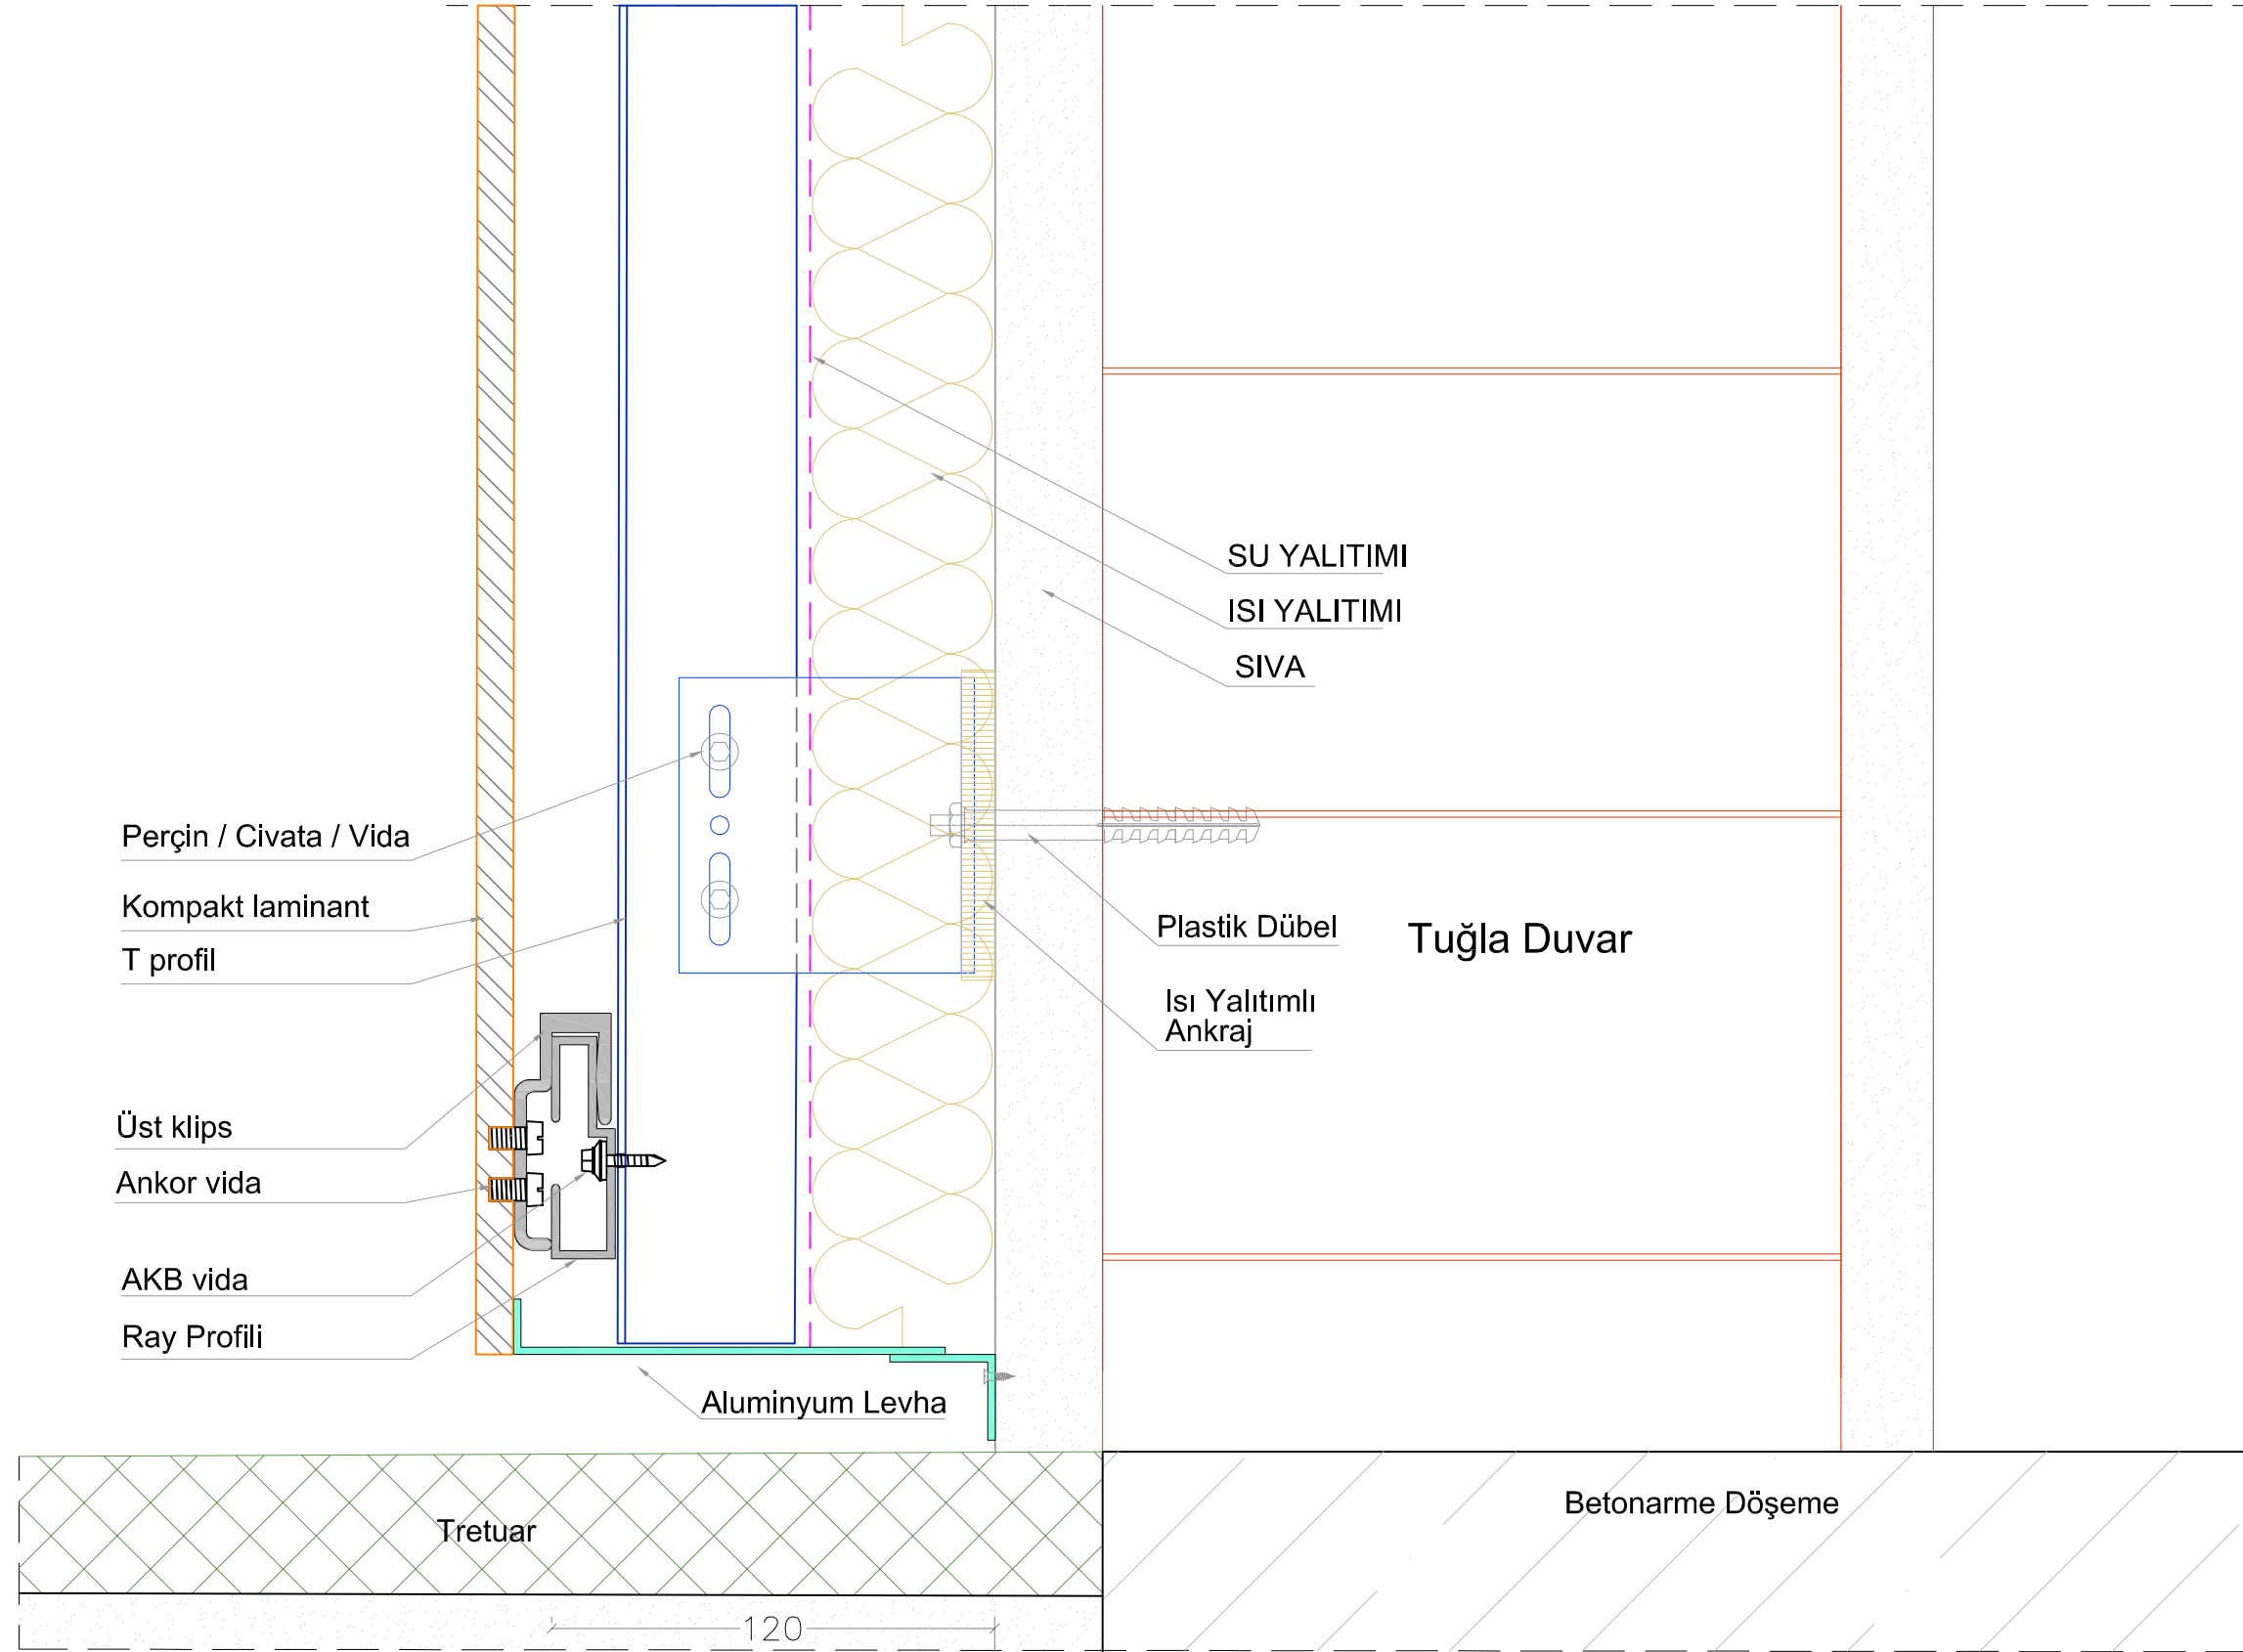 SU YALITIMI
ISI YALITIMI
SIVA
Perçin / Civata / Vida
Kompakt laminant
T profil
Plastik Dübel
Tuğla Duvar
Isı Yalıtımlı
Ankraj
Üst klips
Ankor vida
AKB vida
Ray Profili
Aluminyum Levha
Betonarme Döşeme
Tretuar
120